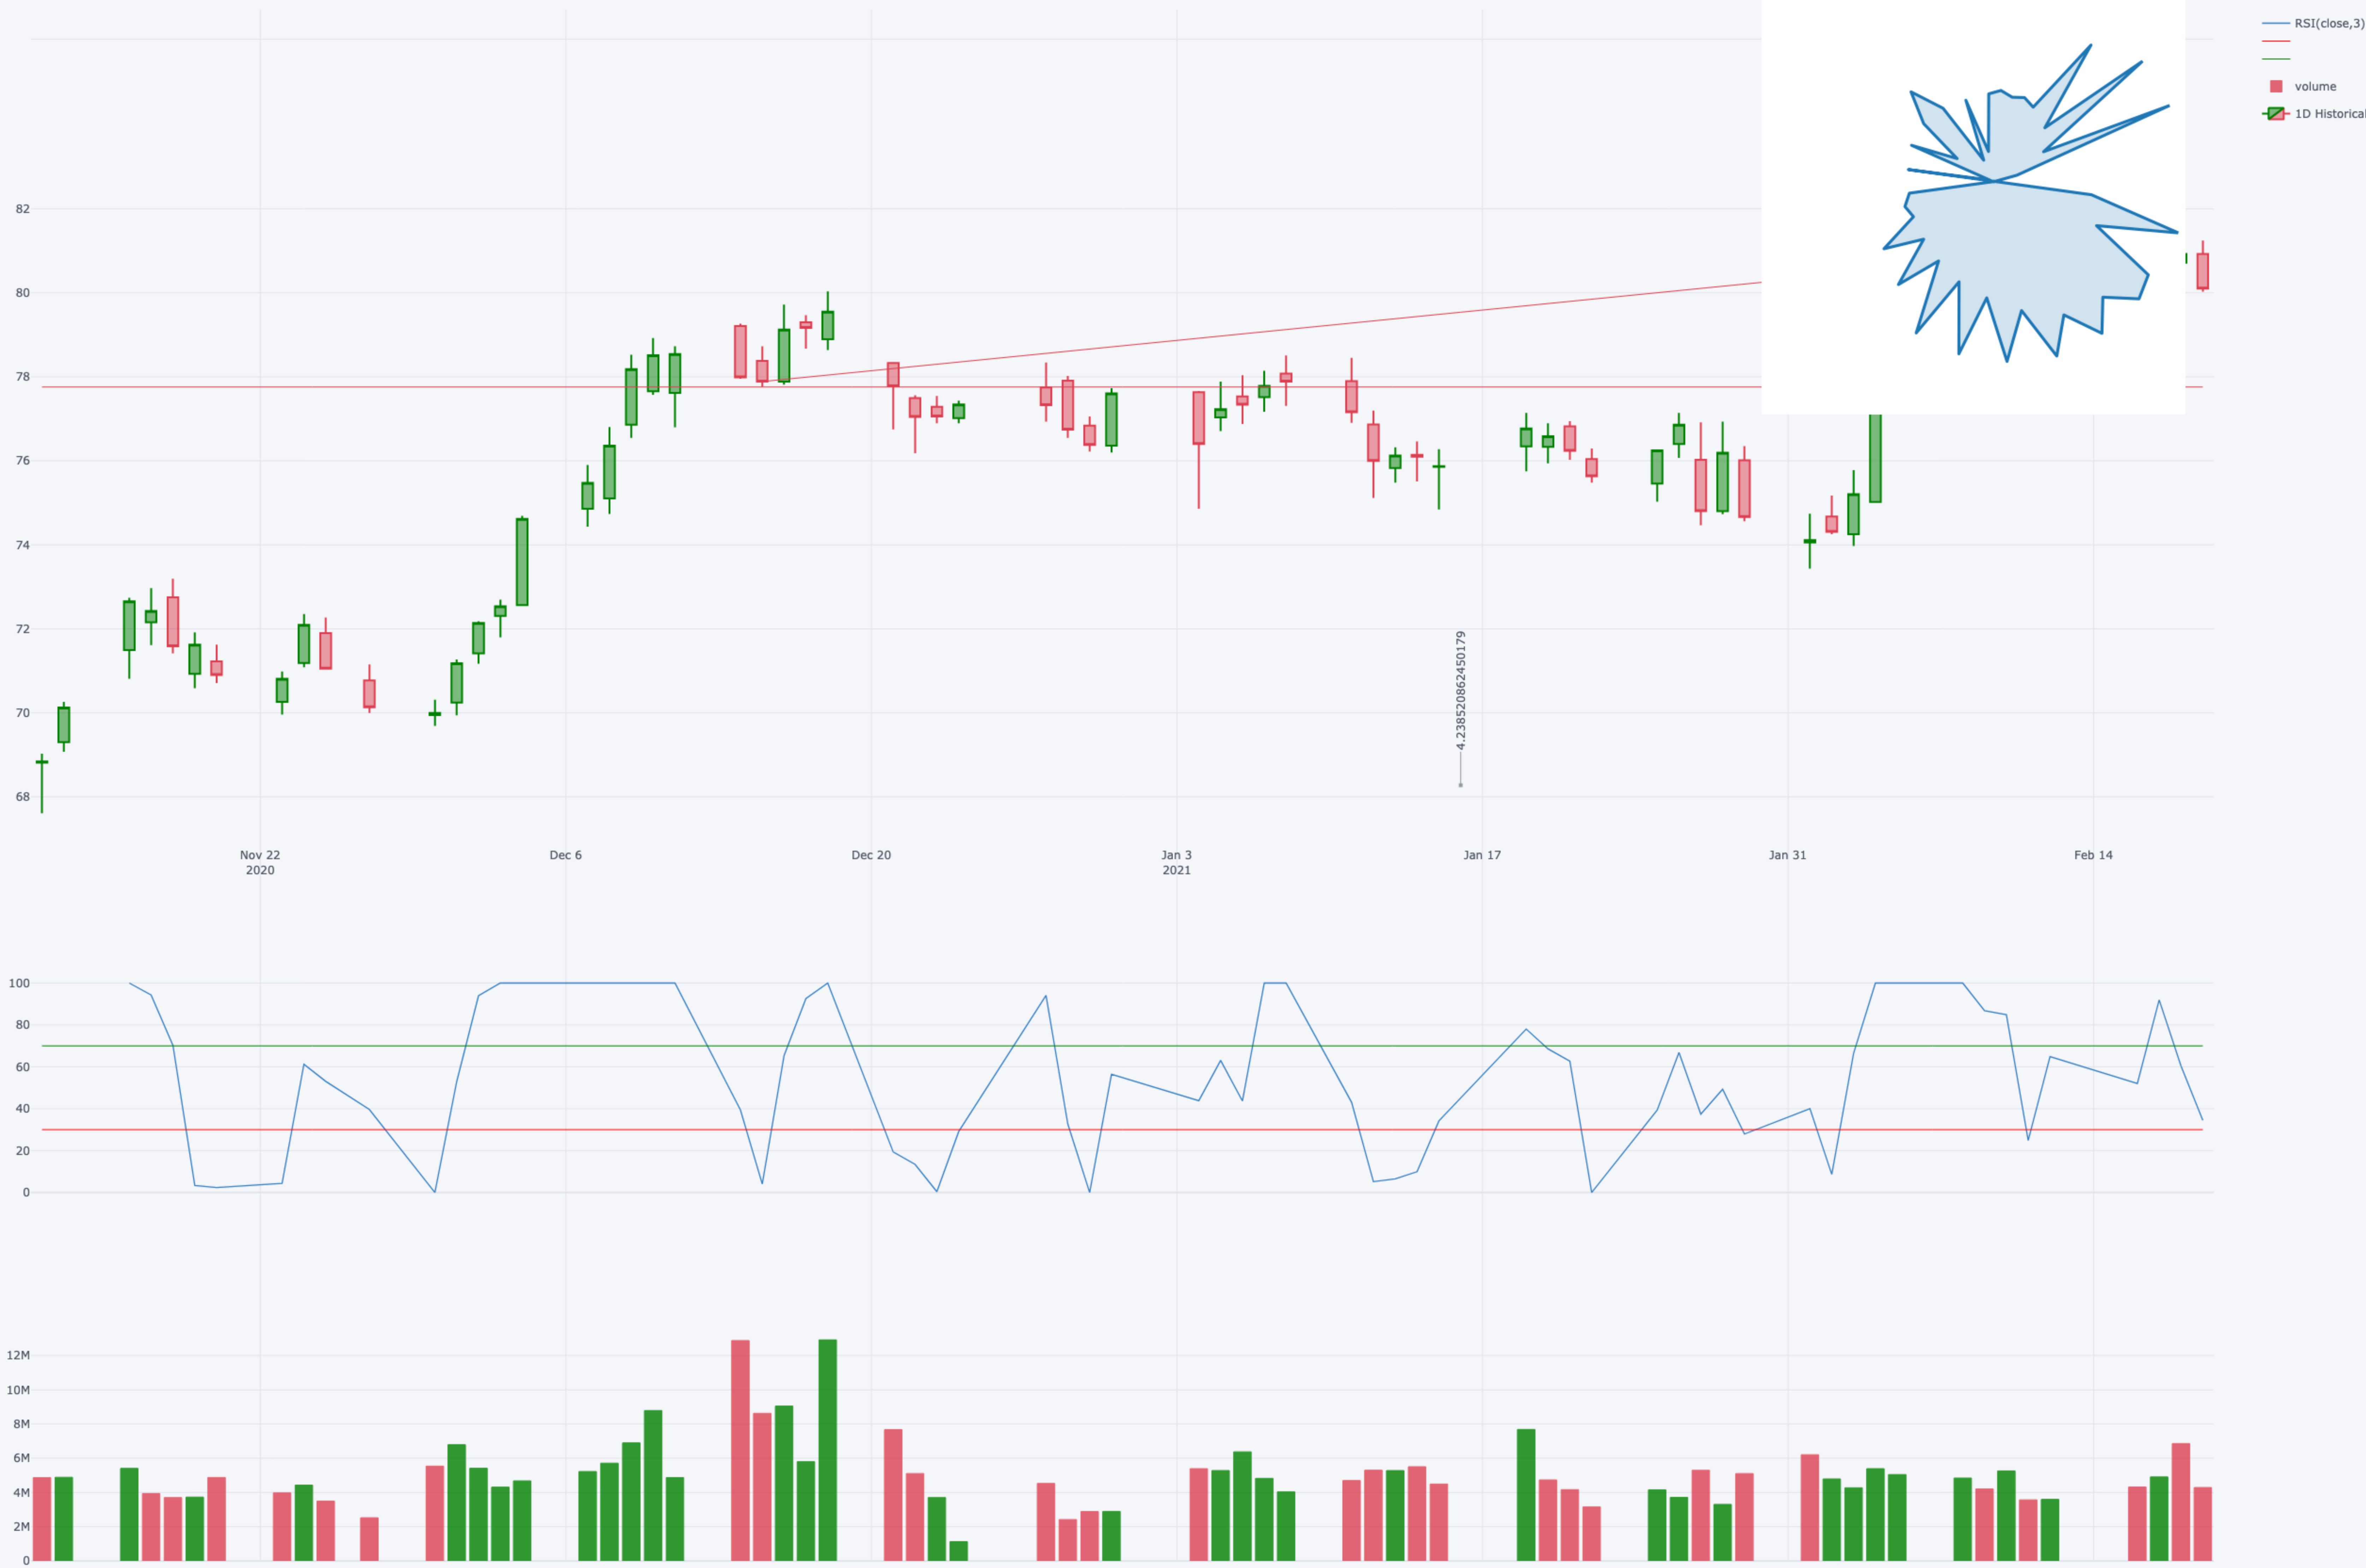 RSI(close,3)
volume
1D Historical
82
80
78
76
74
72
70
68
4.238520862450179
Nov 22
2020
Dec 6
Dec 20
Jan 3
2021
Jan 17
Jan 31
Feb 14
100
80
60
40
20
0
12M
10M
8M
6M
4M
2M
0